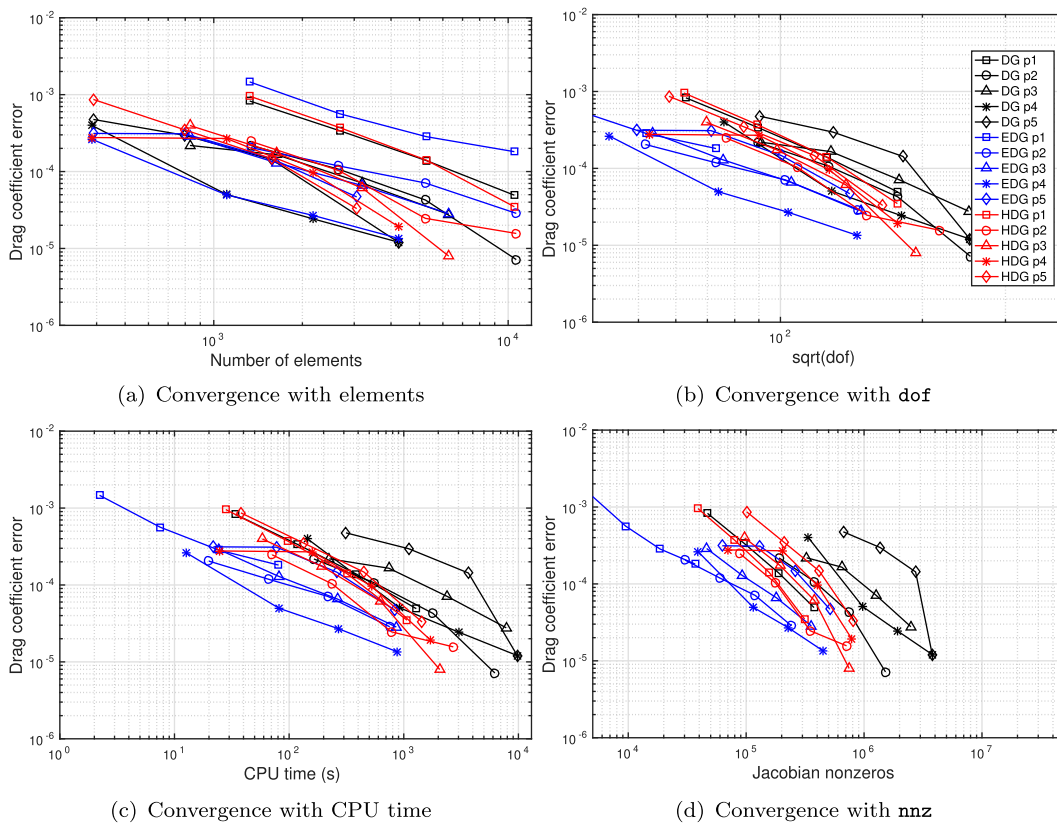 10^-2
10^-3
10^-4
10^-5
10^-6
Drag coefficient error
10^3
10^4
Number of elements
(a) Convergence with elements
10^-2
10^-3
10^-4
10^-5
10^-6
Drag coefficient error
10^2
sqrt(dof)
DG p1
DG p2
DG p3
DG p4
DG p5
EDG p1
EDG p2
EDG p3
EDG p4
EDG p5
HDG p1
HDG p2
HDG p3
HDG p4
HDG p5
(b) Convergence with dof
10^-2
10^-3
10^-4
10^-5
10^-6
Drag coefficient error
10^0
10^1
10^2
10^3
10^4
CPU time (s)
(c) Convergence with CPU time
10^-2
10^-3
10^-4
10^-5
10^-6
Drag coefficient error
10^4
10^5
10^6
10^7
Jacobian nonzeros
(d) Convergence with nnz